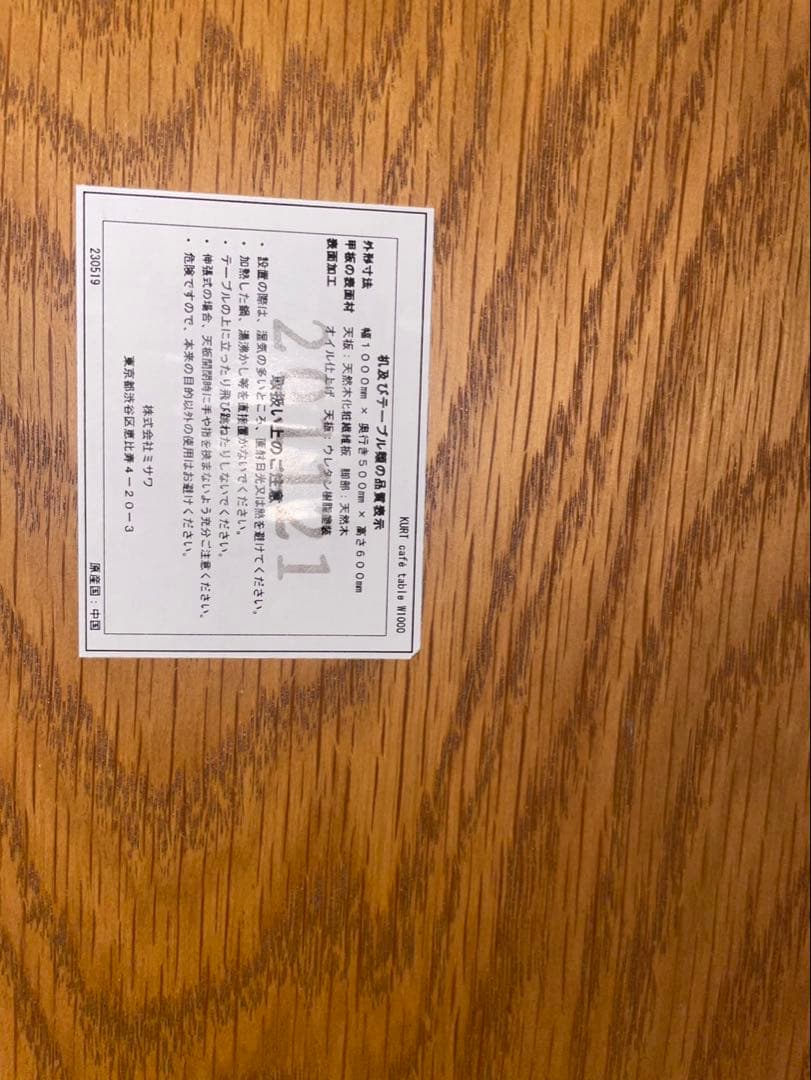 KURT café table W1000
机及びテーブル類の品質表示
外形寸法 幅1000mm × 奥行き500mm × 高さ600mm
甲板の表面材 天板：天然木化粧繊維板 脚部：天然木
表面加工 オイル仕上げ 天板：ウレタン樹脂塗装
取扱い上のご注意
・設置の際は、湿気の多いところ、直射日光又は熱を避けてください。
・加熱した鍋、湯沸かし等を直接置かないでください。
・テーブルの上に立ったり飛び跳ねたりしないでください。
・伸張式の場合、天板開閉時に手や指を挟まないよう充分ご注意ください。
・危険ですので、本来の目的以外の使用はお避けください。
株式会社ミサワ
東京都渋谷区恵比寿4－20－3
230519
原産国：中国